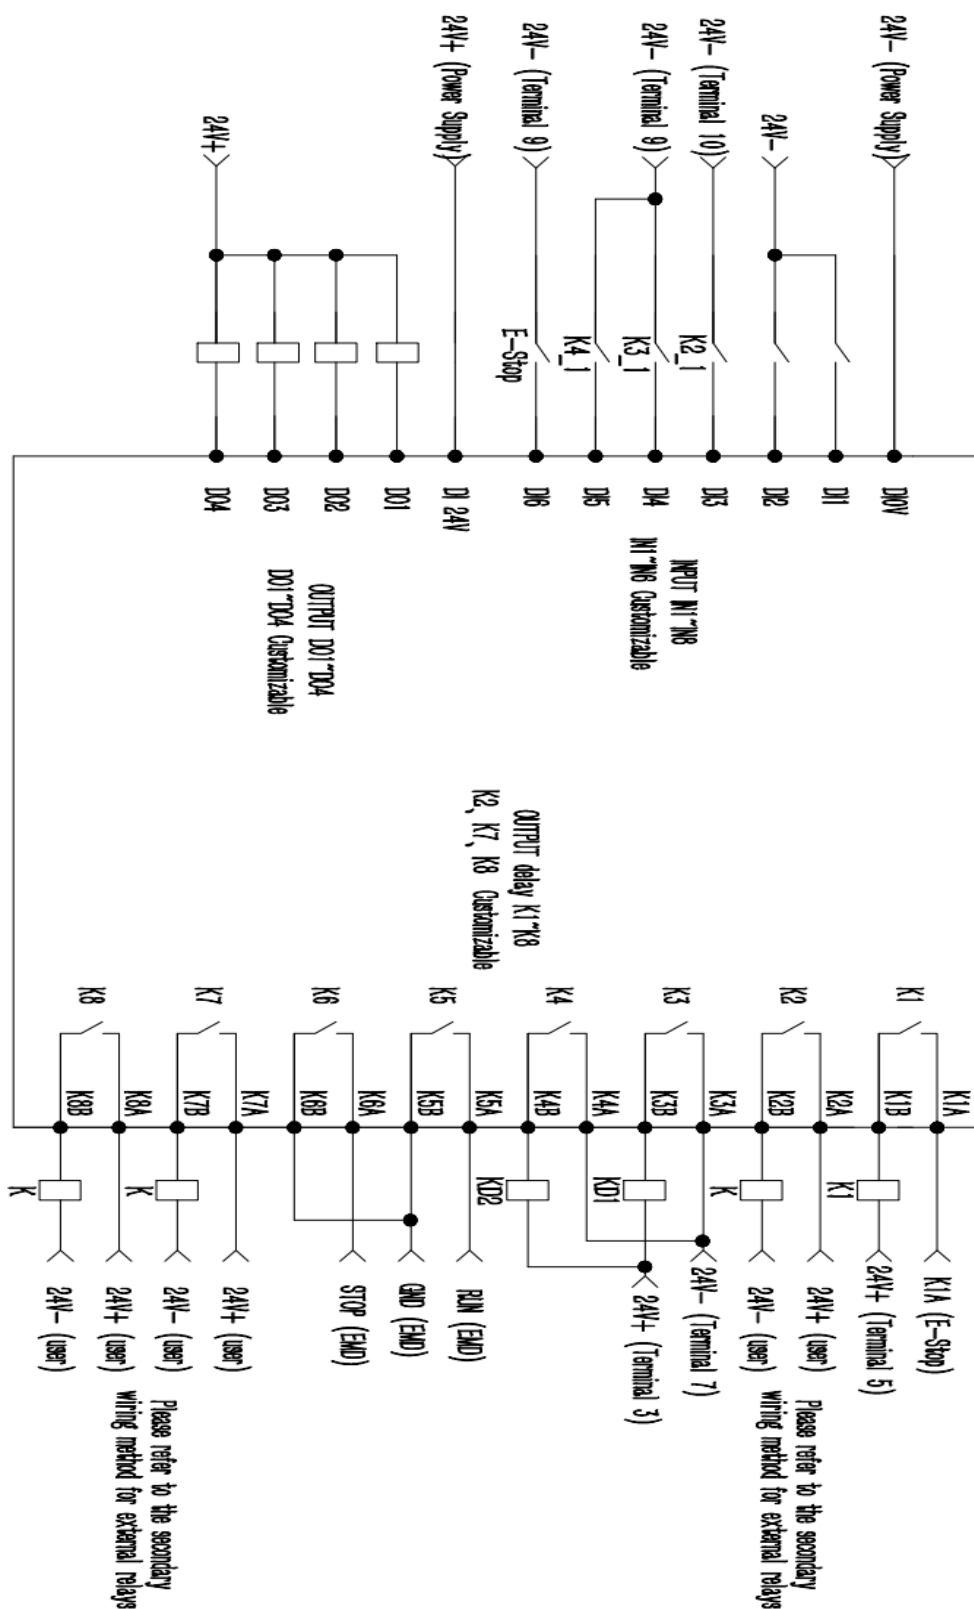 24V- (Power Supply)
24V-
24V- (Terminal 10)
24V- (Terminal 9)
24V- (Terminal 9)
24V+ (Power Supply)
24V+
K2_1
K3_1
K4_1
E-Stop
DI0V
DI1
DI2
DI3
DI4
DI5
DI6
DI 24V
DO1
DO2
DO3
DO4
INPUT IN1~IN8
IN1~IN6 Customizable
OUTPUT DO1~DO4
DO1~DO4 Customizable
OUTPUT delay K1~K8
K2、K7、K8 Customizable
K1
K2
K3
K4
K5
K6
K7
K8
K1A
K1B
K2A
K2B
K3A
K3B
K4A
K4B
K5A
K5B
K6A
K6B
K7A
K7B
K8A
K8B
K1
K
KD1
KD2
K
K
K1A (E-Stop)
24V+ (Terminal 5)
24V+ (user)
24V- (user)
24V- (Terminal 7)
24V+ (Terminal 3)
RUN (EMD)
GND (EMD)
STOP (EMD)
24V+ (user)
24V- (user)
24V+ (user)
24V- (user)
Please refer to the secondary
wiring method for external relays
Please refer to the secondary
wiring method for external relays